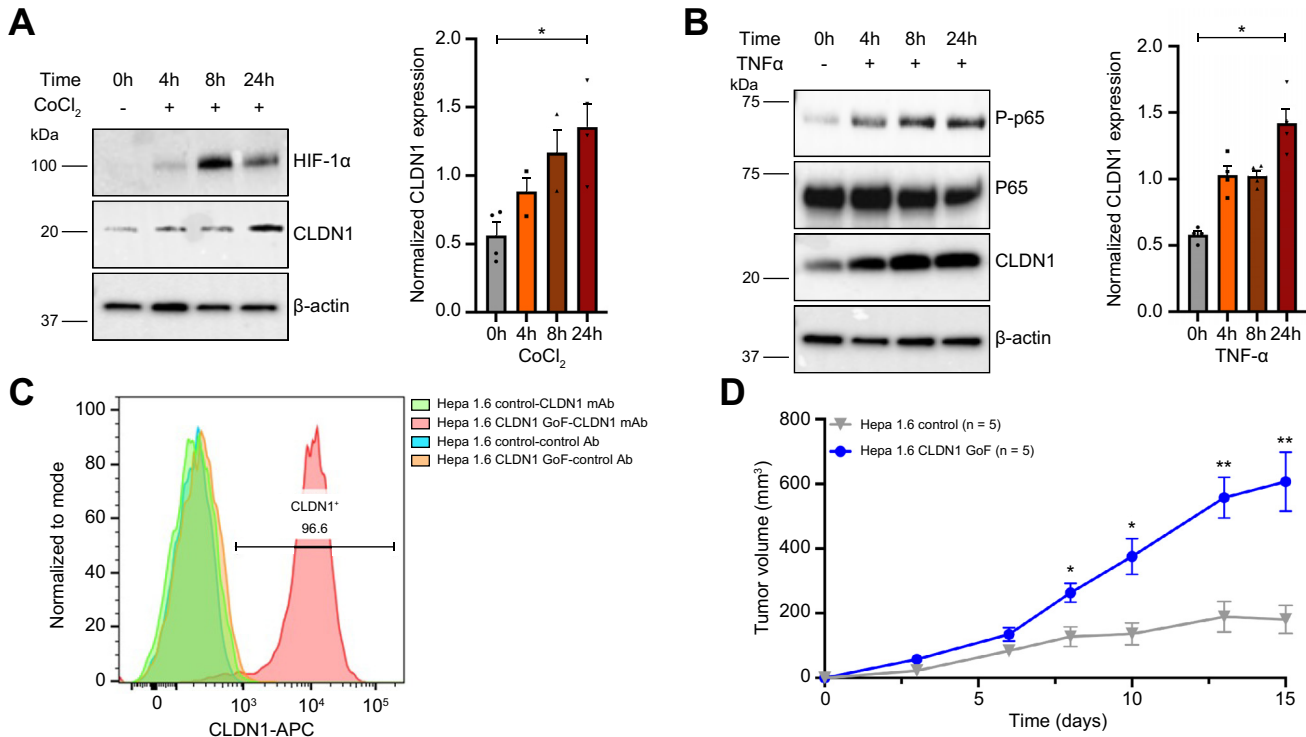 A
Time 0h 4h 8h 24h
CoCl2 - + + +
kDa
100 HIF-1α
20 CLDN1
37 β-actin
Normalized CLDN1 expression
2.0
1.5
1.0
0.5
0.0
*
0h 4h 8h 24h
CoCl2
B
Time 0h 4h 8h 24h
TNFα - + + +
kDa
75 P-p65
75 P65
20 CLDN1
37 β-actin
Normalized CLDN1 expression
2.0
1.5
1.0
0.5
0.0
*
0h 4h 8h 24h
TNF-α
C
Normalized to mode
100
80
60
40
20
0
CLDN1+
96.6
0 103 104 105
CLDN1-APC
Hepa 1.6 control-CLDN1 mAb
Hepa 1.6 CLDN1 GoF-CLDN1 mAb
Hepa 1.6 control-control Ab
Hepa 1.6 CLDN1 GoF-control Ab
D
Tumor volume (mm3)
800
600
400
200
0
Hepa 1.6 control (n = 5)
Hepa 1.6 CLDN1 GoF (n = 5)
* * ** **
0 5 10 15
Time (days)